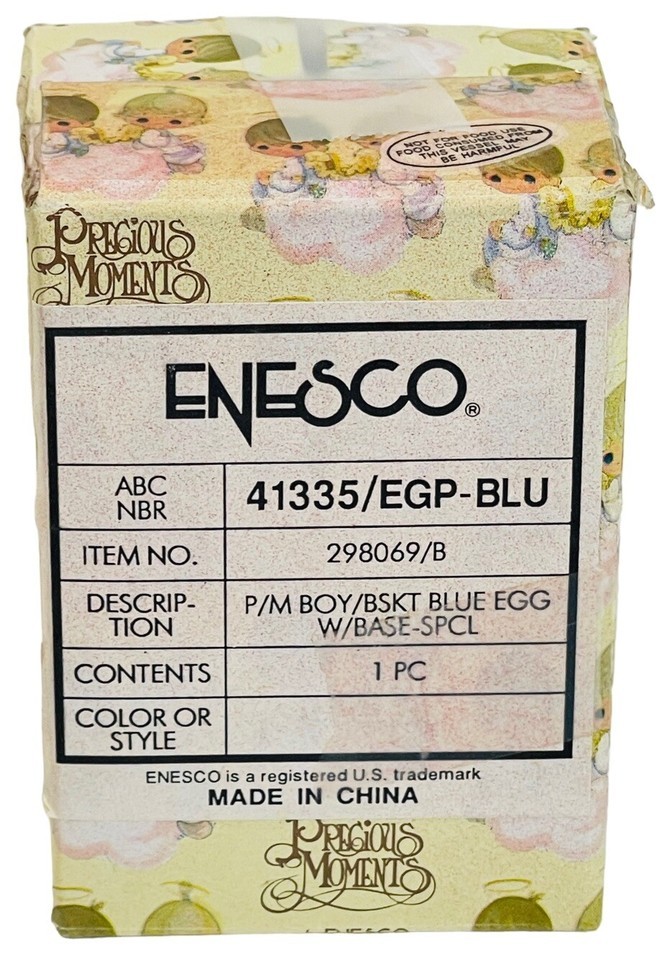 NOT FOR FOOD USE
FOOD CONSUMED FROM
THIS VESSEL MAY
BE HARMFUL
PRECIOUS
MOMENTS
ENESCO®
ABC
NBR
41335/EGP-BLU
ITEM NO.
298069/B
DESCRIP-
TION
P/M BOY/BSKT BLUE EGG
W/BASE-SPCL
CONTENTS
1 PC
COLOR OR
STYLE
ENESCO is a registered U.S. trademark
MADE IN CHINA
PRECIOUS
MOMENTS
ENESCO